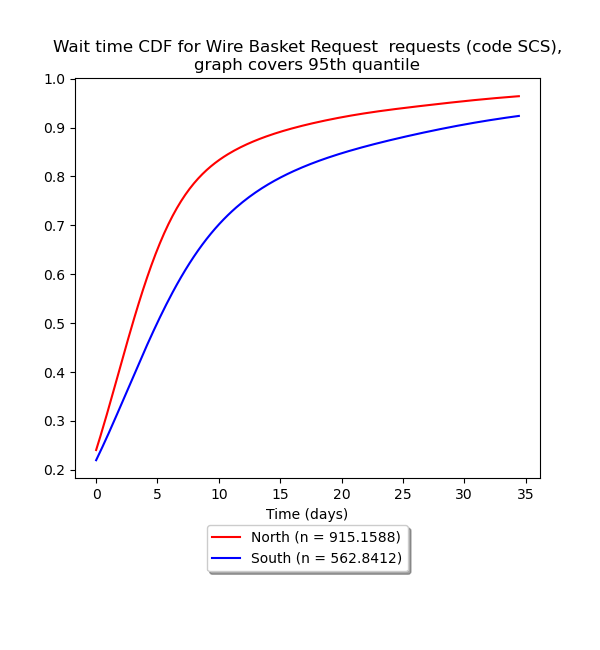 Wait time CDF for Wire Basket Request  requests (code SCS),
graph covers 95th quantile
1.0
0.9
0.8
0.7
0.6
0.5
0.4
0.3
0.2
0 5 10 15 20 25 30 35
Time (days)
North (n = 915.1588)
South (n = 562.8412)